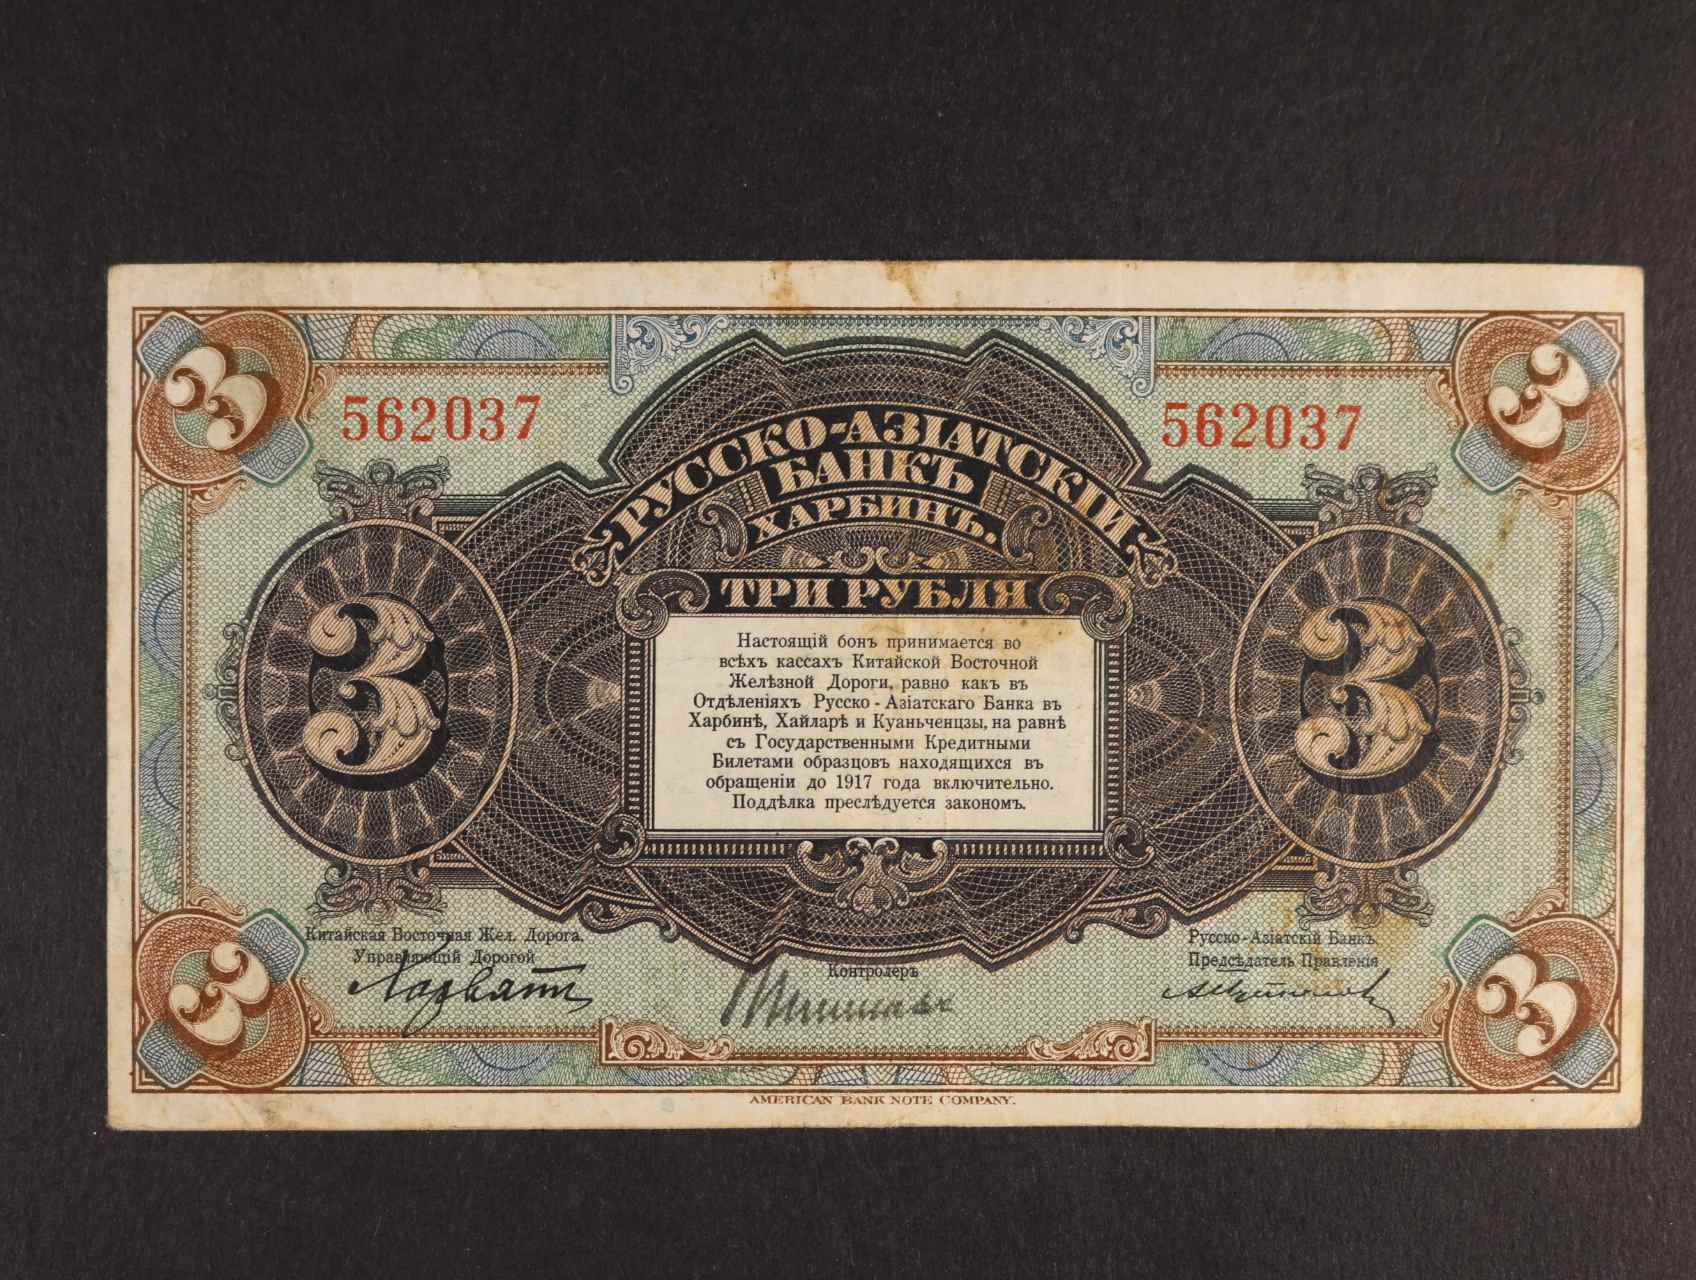 3 3
562037 562037
РУССКО-АЗІАТСКІЙ
БАНКЪ
ХАРБИНЪ.
ТРИ РУБЛЯ
3 3
Настоящій бонъ принимается во
всѣхъ кассахъ Китайской Восточной
Желѣзной Дороги, равно какъ въ
Отдѣленіяхъ Русско-Азіатскаго Банка въ
Харбинѣ, Хайларѣ и Куаньченцзы, на равнѣ
съ Государственными Кредитными
Билетами образцовъ находящихся въ
обращеніи до 1917 года включительно.
Поддѣлка преслѣдуется закономъ.
Китайская Восточная Жел. Дорога.
Управляющій Дорогой
Хорватъ
Контролеръ
Русско-Азіатскій Банкъ.
Предсѣдатель Правленія
3 3
AMERICAN BANK NOTE COMPANY.